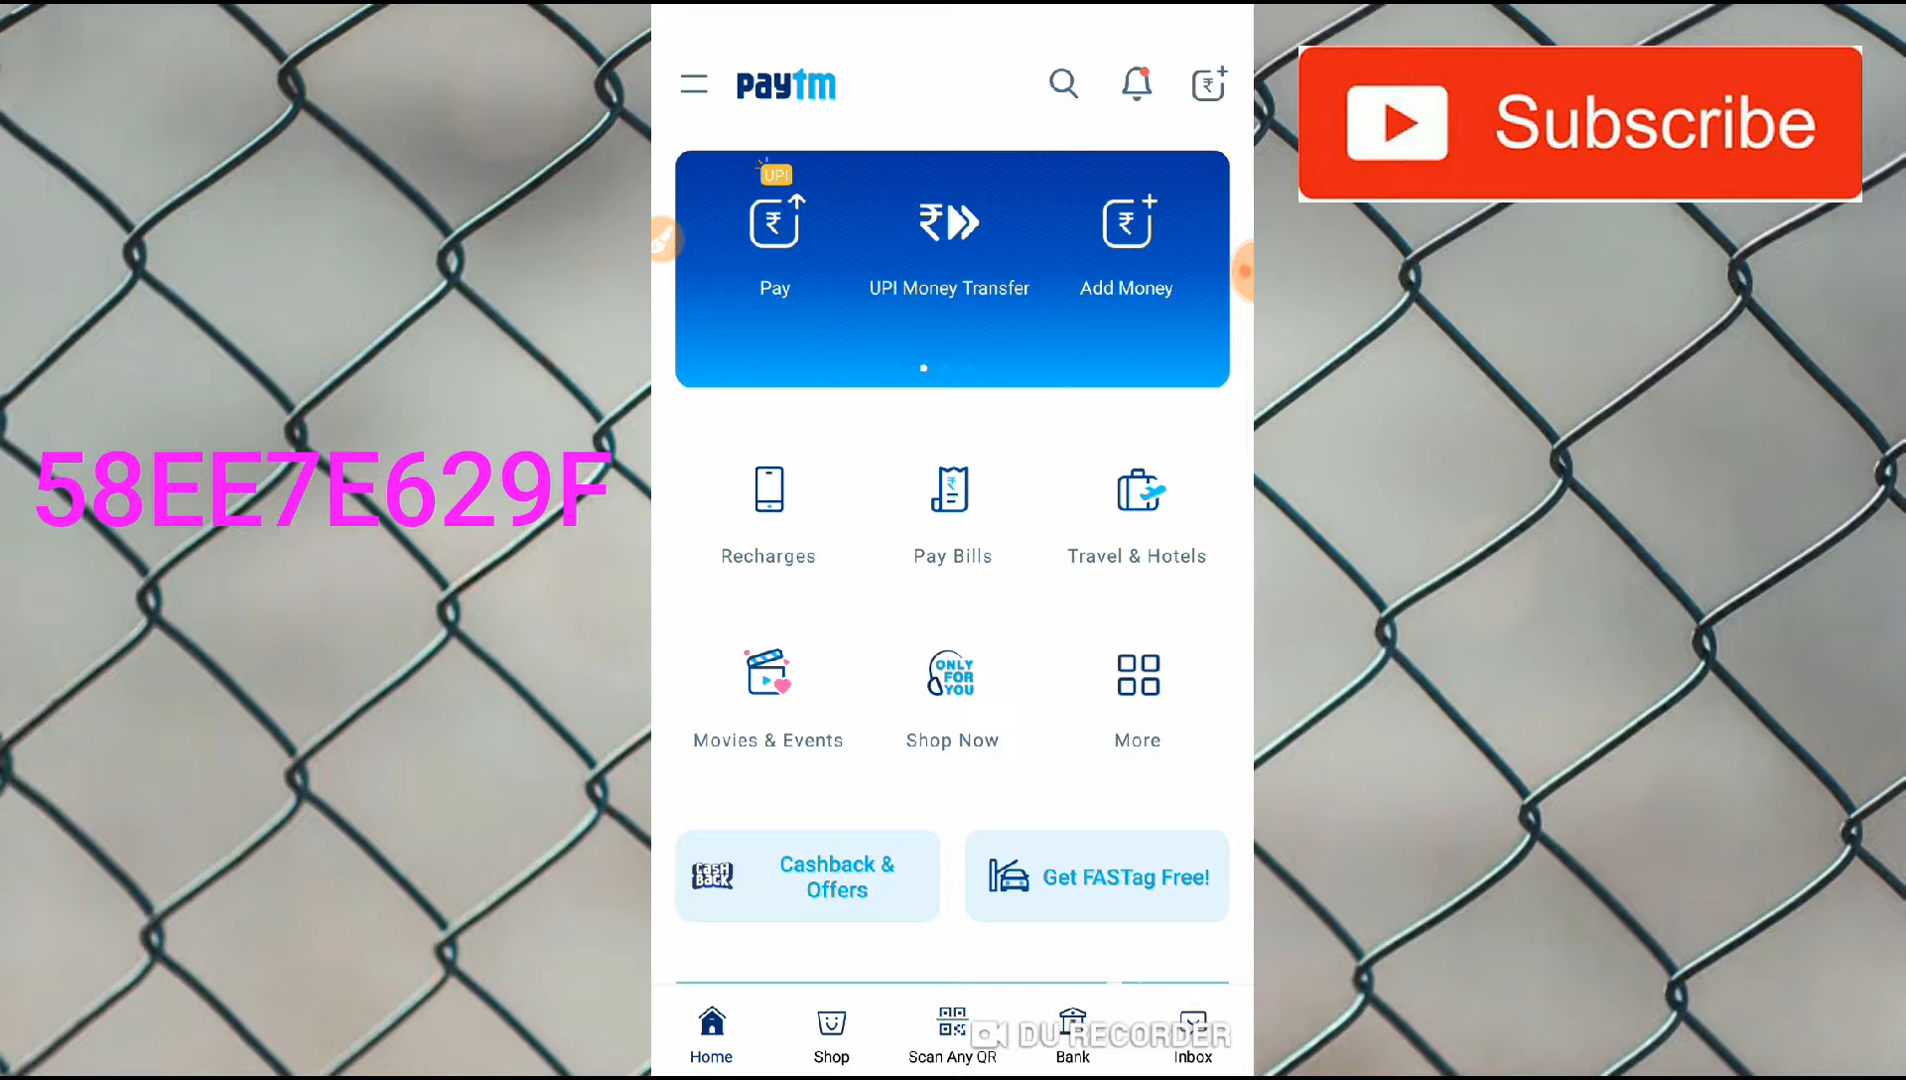 paytm
Subscribe
UPI
Pay
UPI Money Transfer
Add Money
58EE7E629F
Recharges
Pay Bills
Travel & Hotels
ONLY
FOR
YOU
Movies & Events
Shop Now
More
CASH
BACK
Cashback &
Offers
Get FASTag Free!
Home
Shop
Scan Any QR
Bank
Inbox
DU RECORDER